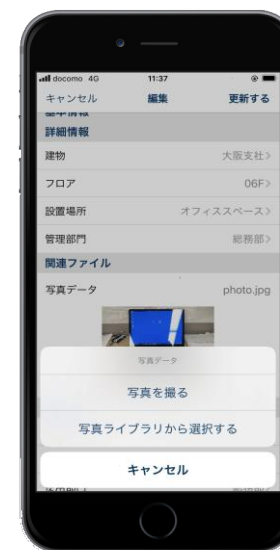 docomo 4G 11:37
キャンセル 編集 更新する
基本情報
詳細情報
建物 大阪支社>
フロア 06F>
設置場所 オフィススペース>
管理部門 総務部>
関連ファイル
写真データ photo.jpg
写真データ
写真を撮る
写真ライブラリから選択する
キャンセル